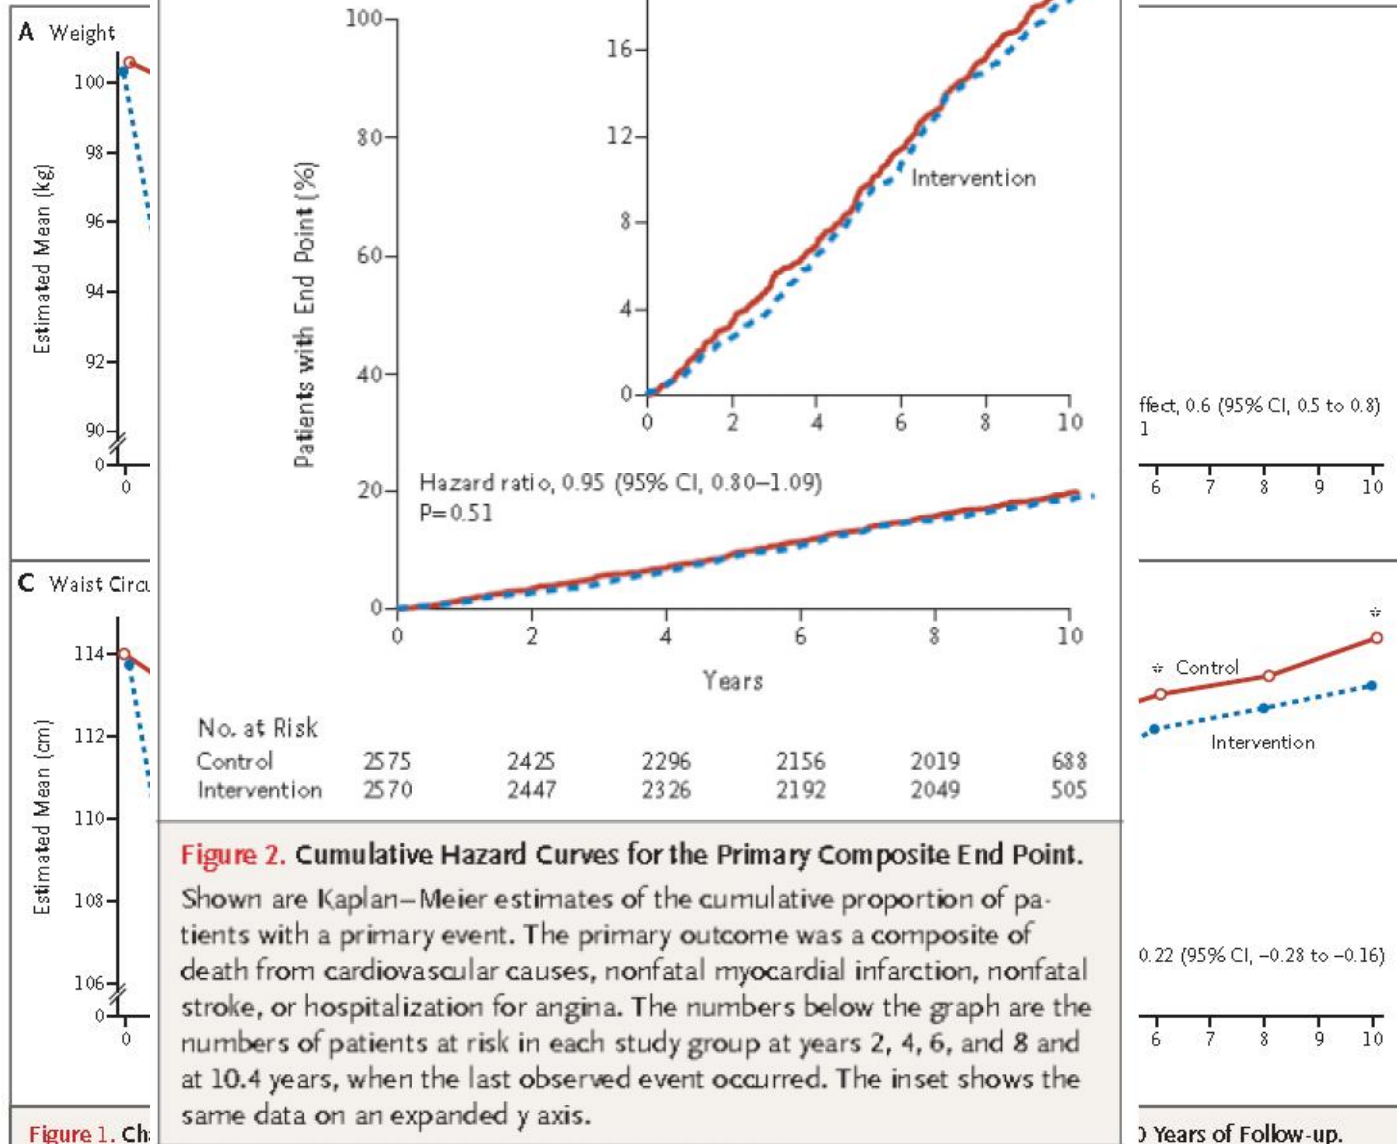 A Weight
100
98
96
94
92
90
0
0
Estimated Mean (kg)
C Waist Circu
114
112
110
108
106
0
0
Estimated Mean (cm)
Figure 1. Cha
100
80
60
40
20
0
Patients with End Point (%)
16
12
8
4
0
0 2 4 6 8 10
Intervention
Hazard ratio, 0.95 (95% CI, 0.80–1.09)
P=0.51
0 2 4 6 8 10
Years
No. at Risk
Control 2575 2425 2296 2156 2019 688
Intervention 2570 2447 2326 2192 2049 505
Figure 2. Cumulative Hazard Curves for the Primary Composite End Point.
Shown are Kaplan–Meier estimates of the cumulative proportion of pa-
tients with a primary event. The primary outcome was a composite of
death from cardiovascular causes, nonfatal myocardial infarction, nonfatal
stroke, or hospitalization for angina. The numbers below the graph are the
numbers of patients at risk in each study group at years 2, 4, 6, and 8 and
at 10.4 years, when the last observed event occurred. The inset shows the
same data on an expanded y axis.
ffect, 0.6 (95% CI, 0.5 to 0.8)
1
6 7 8 9 10
*
* Control
Intervention
0.22 (95% CI, −0.28 to −0.16)
6 7 8 9 10
0 Years of Follow-up.